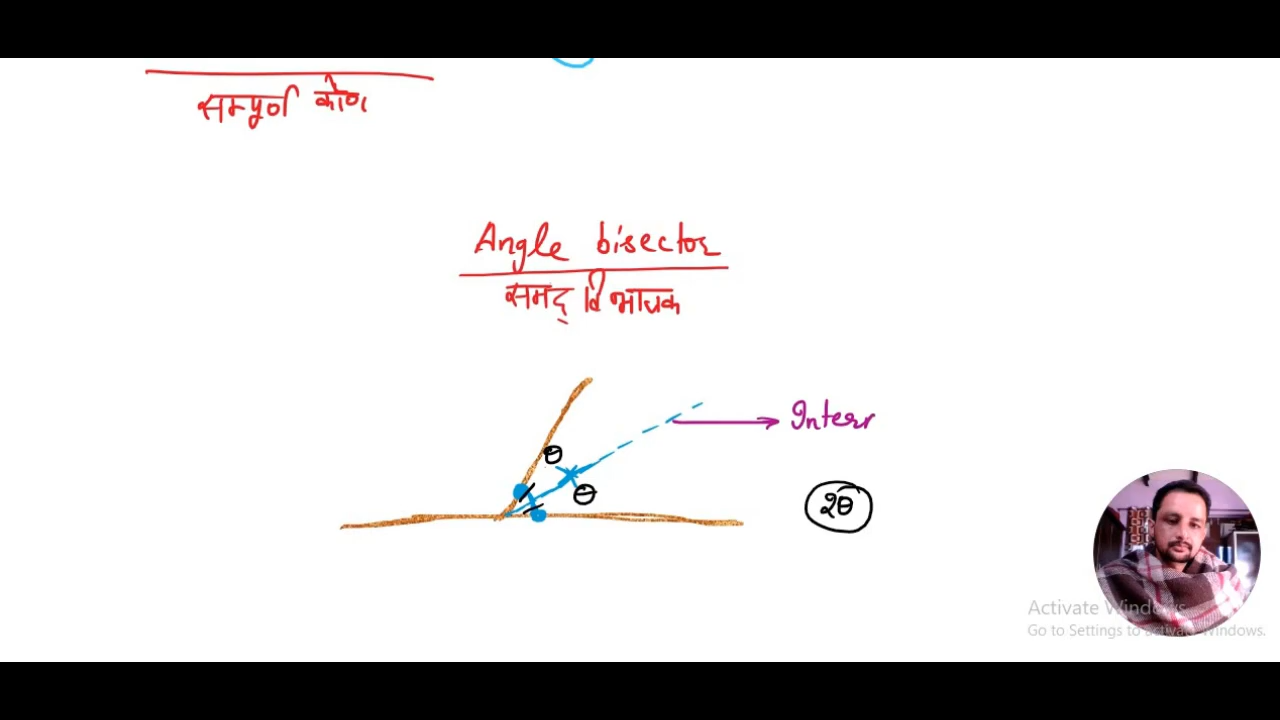 सम्पूर्ण कोण
Angle bisector
समद् विभाजक
Interr
θ
θ
2θ
Activate Windows
Go to Settings to activate Windows.